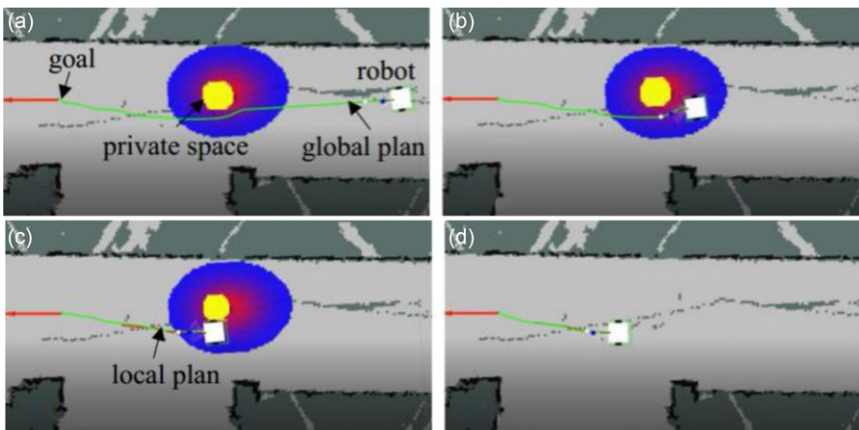 (a)
goal
robot
private space
global plan
(b)
(c)
local plan
(d)